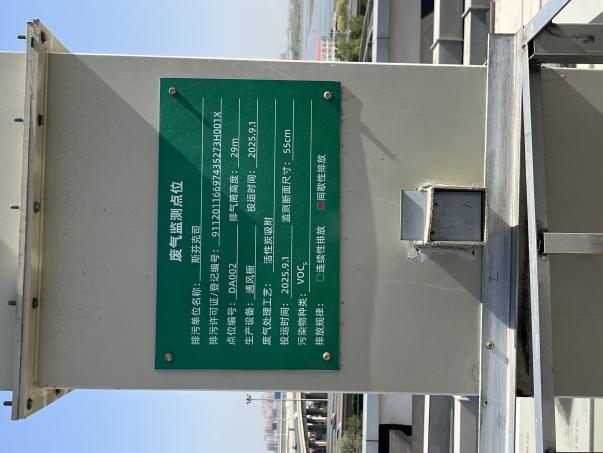 废气监测点位
排污单位名称：斯芬克司
排污许可证/登记编号：91120116697435273H001X
点位编号：DA002 排气筒高度：29m
生产设备：通风橱 投运时间：2025.9.1
废气处理工艺：活性炭吸附
投运时间：2025.9.1 监测断面尺寸：55cm
污染物种类：VOCs
排放规律：□连续性排放 ■间歇性排放